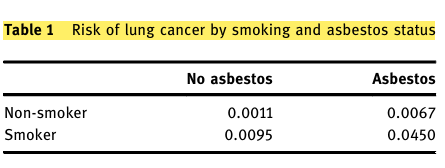 Table 1 Risk of lung cancer by smoking and asbestos status
No asbestos Asbestos
Non-smoker 0.0011 0.0067
Smoker 0.0095 0.0450